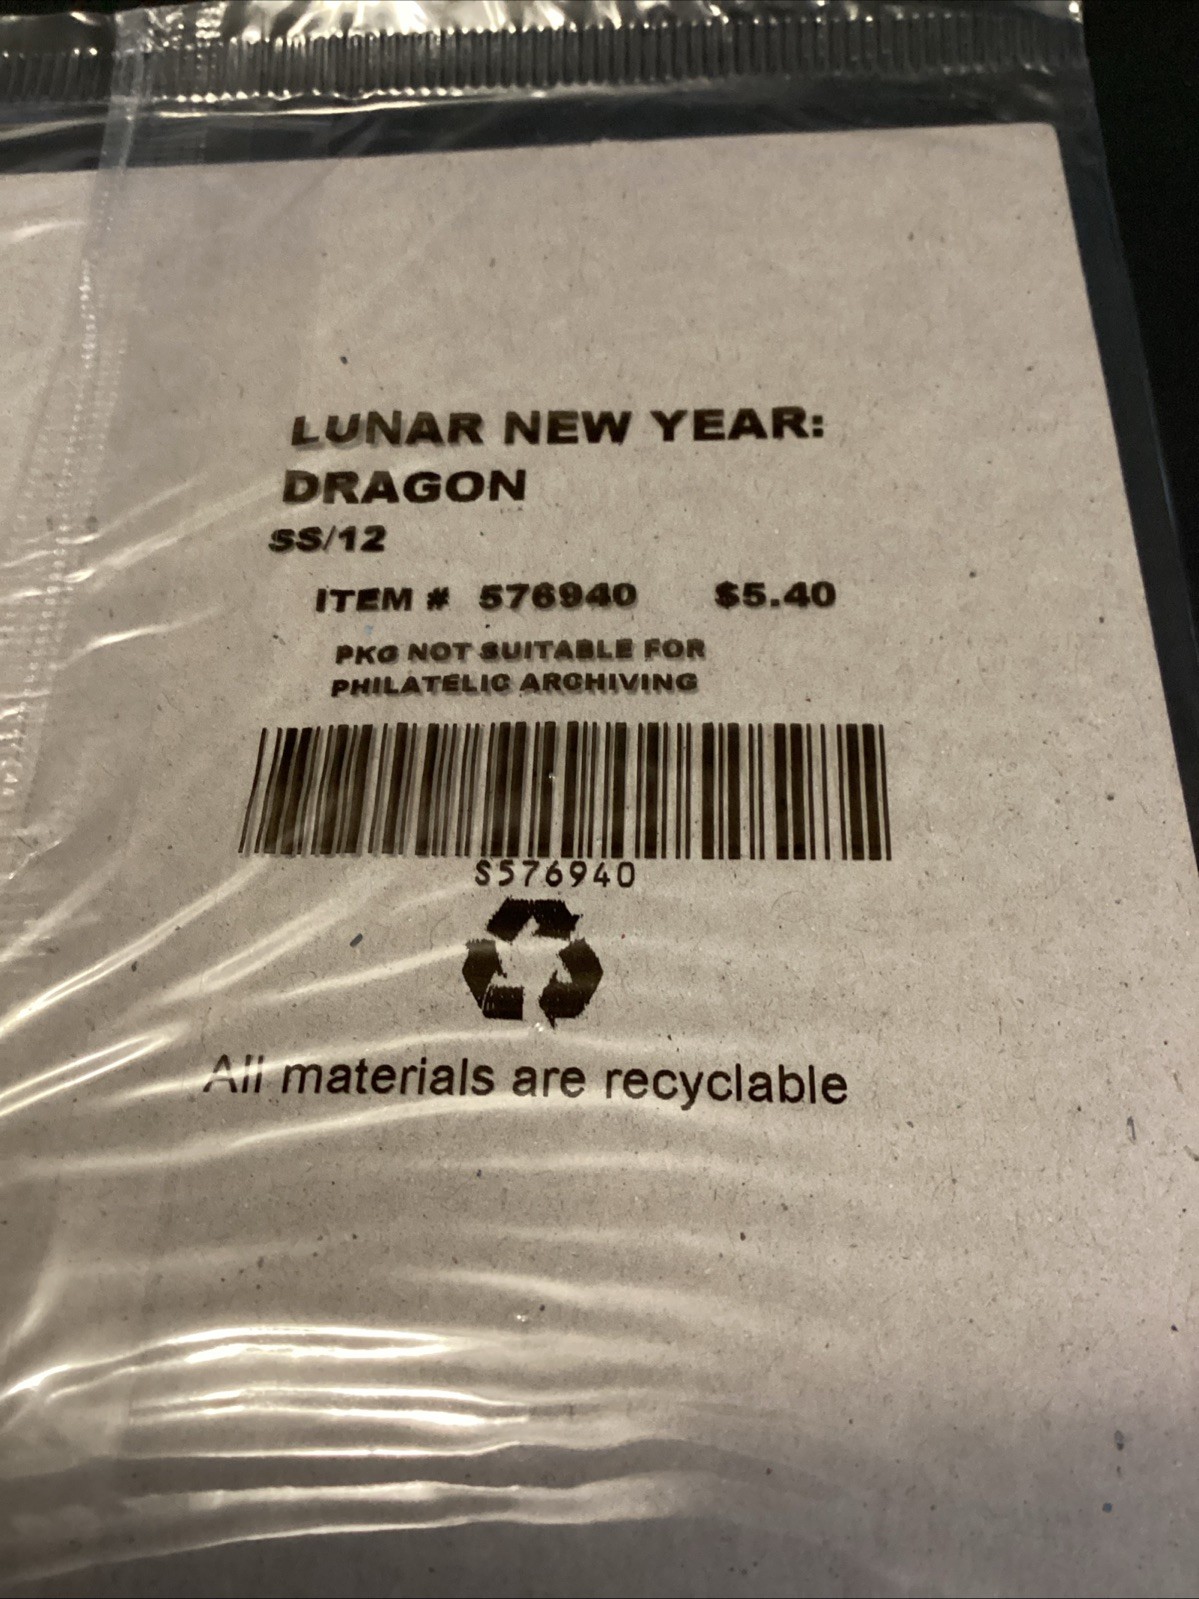 LUNAR NEW YEAR:
DRAGON
SS/12
ITEM # 576940 $5.40
PKG NOT SUITABLE FOR
PHILATELIC ARCHIVING
S576940
All materials are recyclable